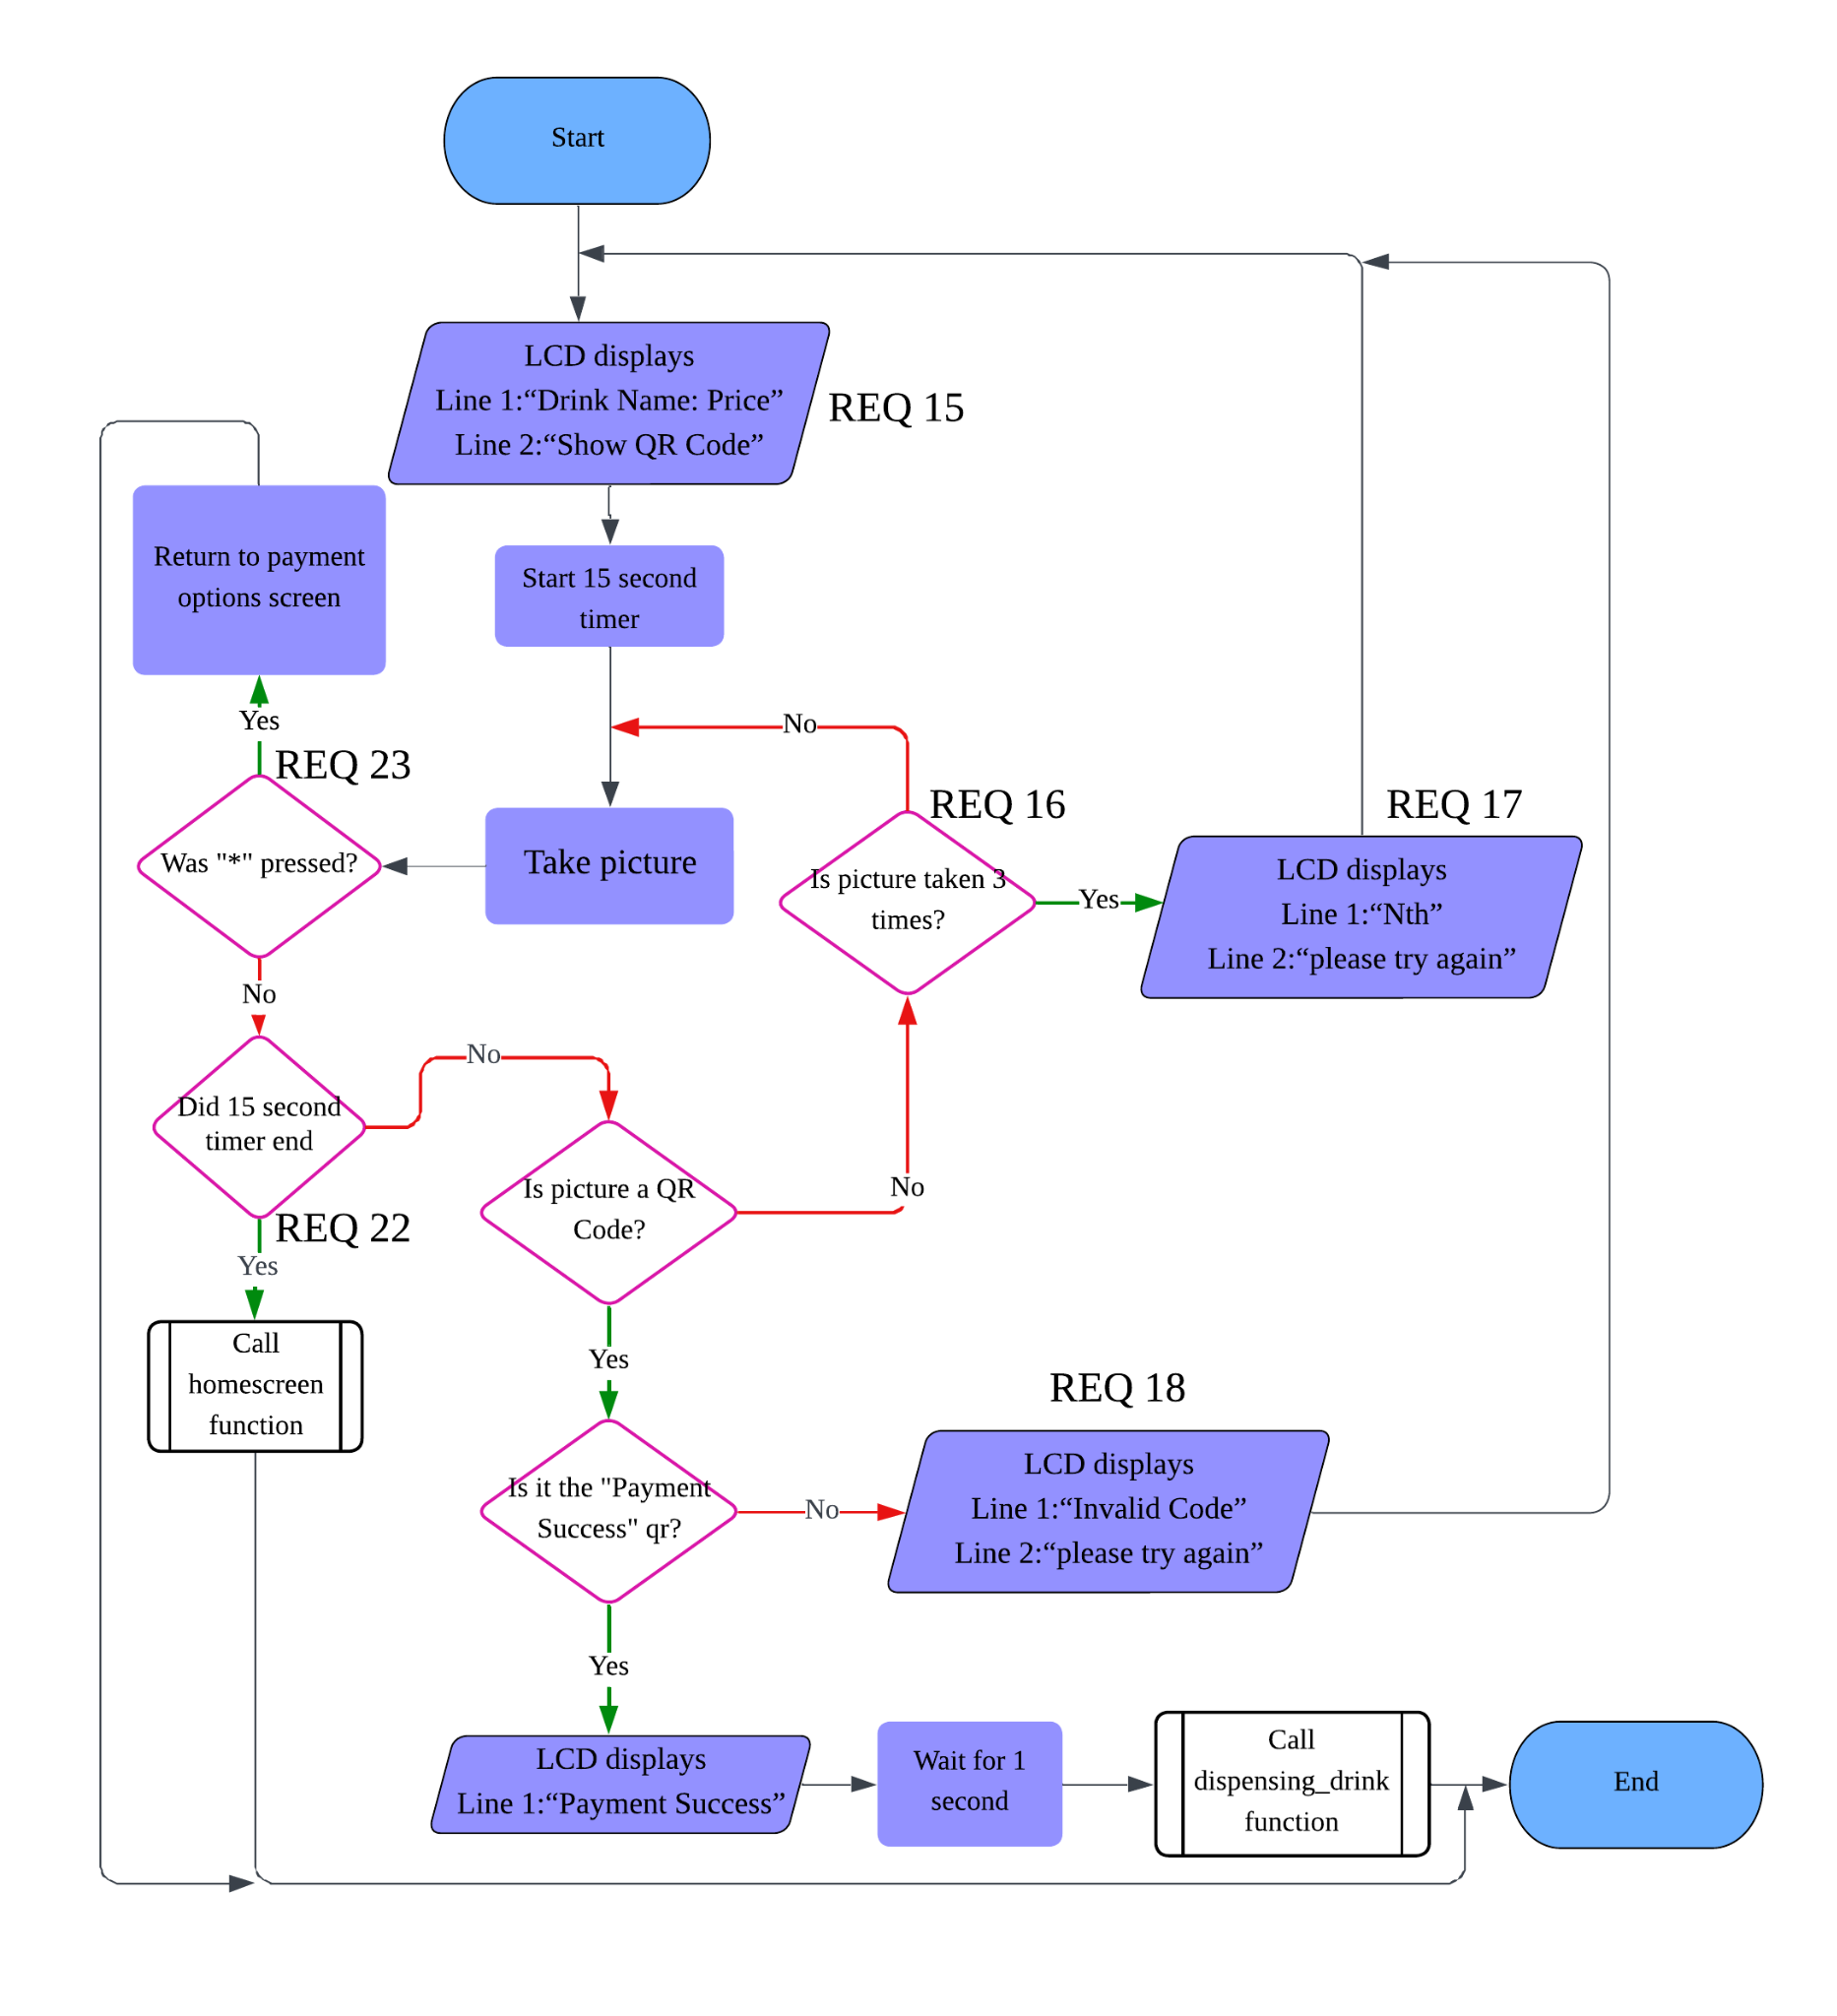 Start
LCD displays
Line 1:“Drink Name: Price”
Line 2:“Show QR Code”
REQ 15
Return to payment
options screen
Start 15 second
timer
Yes
No
REQ 23
REQ 16
REQ 17
Was "*" pressed?
Take picture
Is picture taken 3
times?
Yes
LCD displays
Line 1:“Nth”
Line 2:“please try again”
No
No
Did 15 second
timer end
Is picture a QR
Code?
No
REQ 22
Yes
Call
homescreen
function
Yes
REQ 18
Is it the "Payment
Success" qr?
No
LCD displays
Line 1:“Invalid Code”
Line 2:“please try again”
Yes
LCD displays
Line 1:“Payment Success”
Wait for 1
second
Call
dispensing_drink
function
End